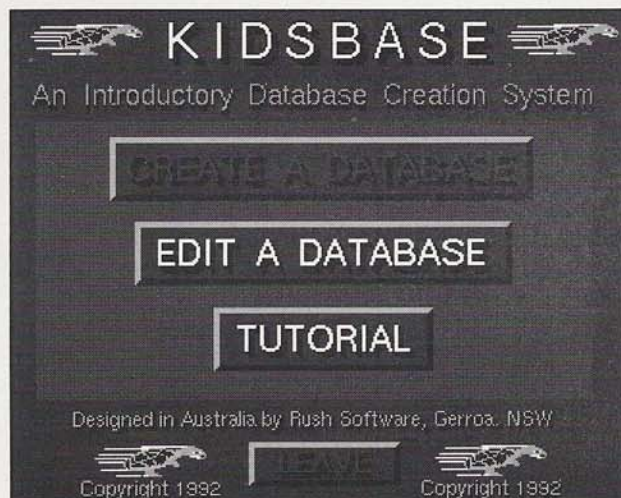 KIDSBASE
An Introductory Database Creation System
CREATE A DATABASE
EDIT A DATABASE
TUTORIAL
Designed in Australia by Rush Software, Gerroa. NSW
LEAVE
Copyright 1992
Copyright 1992